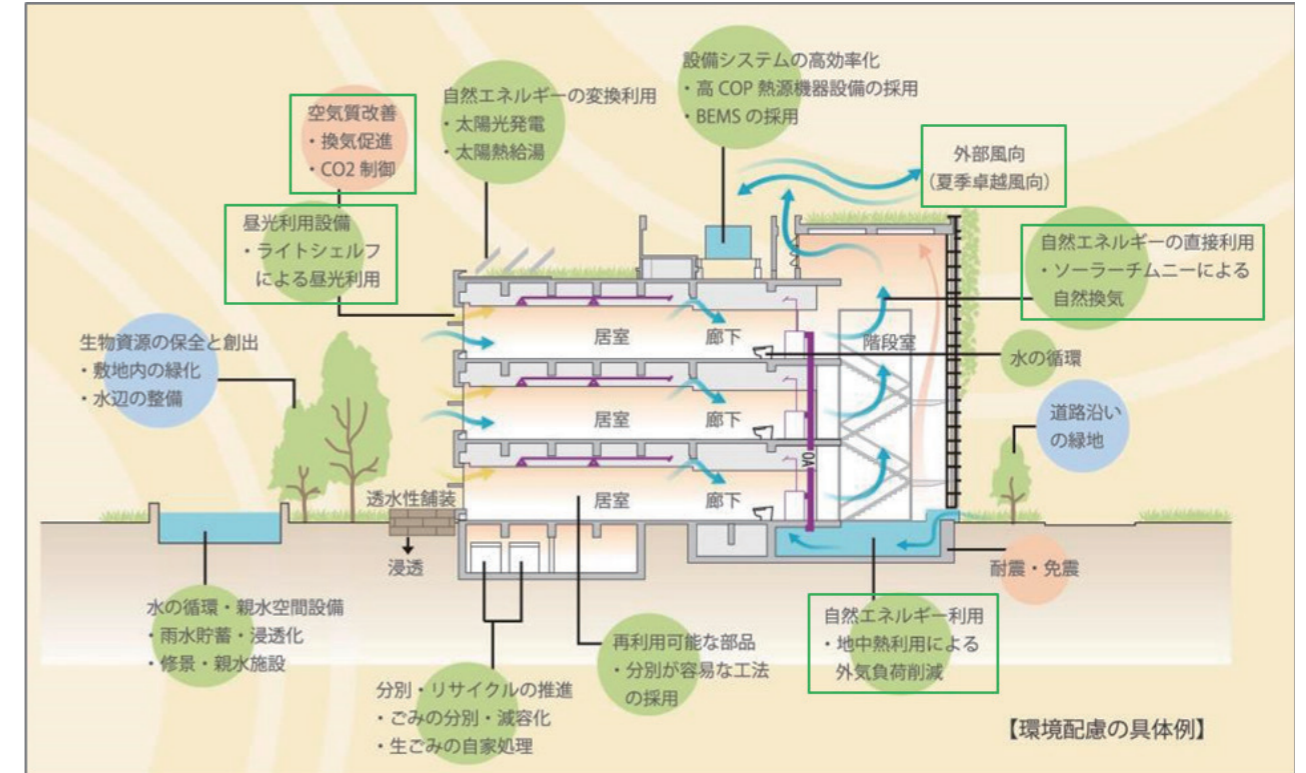 設備システムの高効率化
・高 COP 熱源機器設備の採用
・BEMS の採用
自然エネルギーの変換利用
・太陽光発電
・太陽熱給湯
空気質改善
・換気促進
・CO2 制御
外部風向
（夏季卓越風向）
昼光利用設備
・ライトシェルフ
による昼光利用
自然エネルギーの直接利用
・ソーラーチムニーによる
自然換気
生物資源の保全と創出
・敷地内の緑化
・水辺の整備
居室
廊下
階段室
水の循環
居室
廊下
道路沿い
の緑地
OA
居室
廊下
透水性舗装
浸透
耐震・免震
水の循環・親水空間設備
・雨水貯蓄・浸透化
・修景・親水施設
自然エネルギー利用
・地中熱利用による
外気負荷削減
再利用可能な部品
・分別が容易な工法
の採用
分別・リサイクルの推進
・ごみの分別・減容化
・生ごみの自家処理
【環境配慮の具体例】